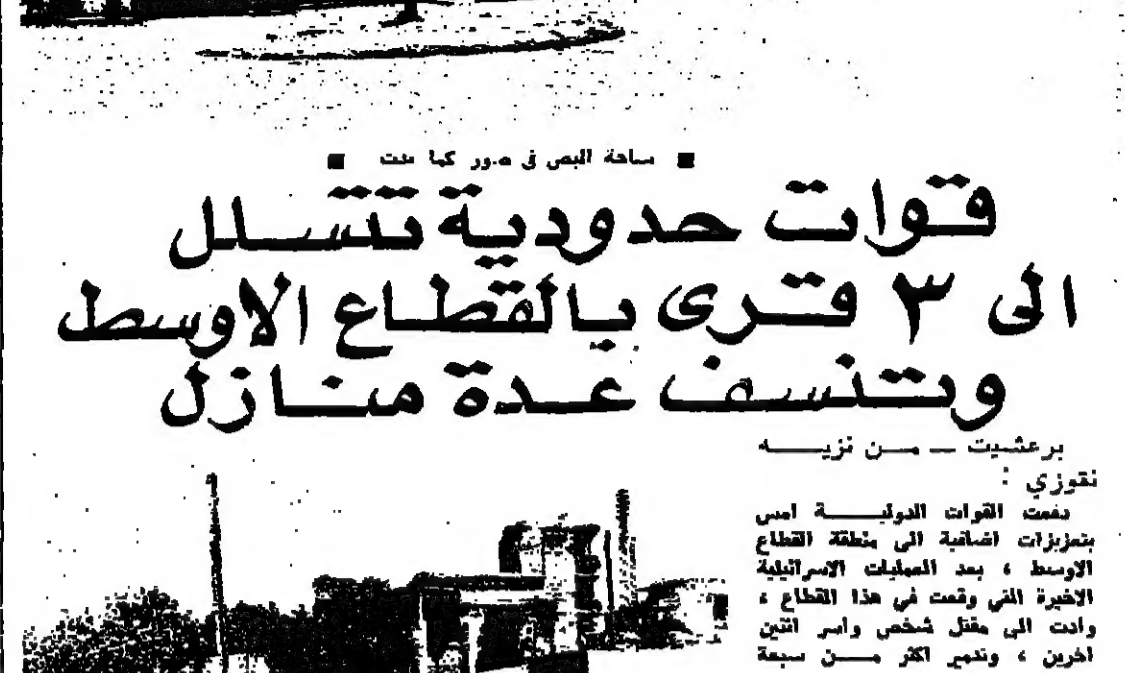 ■ ساحة البص في صور كما بدت ■
قوات حدودية تتسلل
الى ٣ قرى بالقطاع الاوسط
وتنسف عدة منازل
برعشيت — من نزيه
نقوزي :
دفعت القوات الدولية امس
بتعزيزات اضافية الى منطقة القطاع
الاوسط ، بعد العمليات الاسرائيلية
الاخيرة التي وقعت في هذا القطاع ،
وادت الى مقتل شخص واسر اثنين
اخرين ، وتدمير اكثر من سبعة